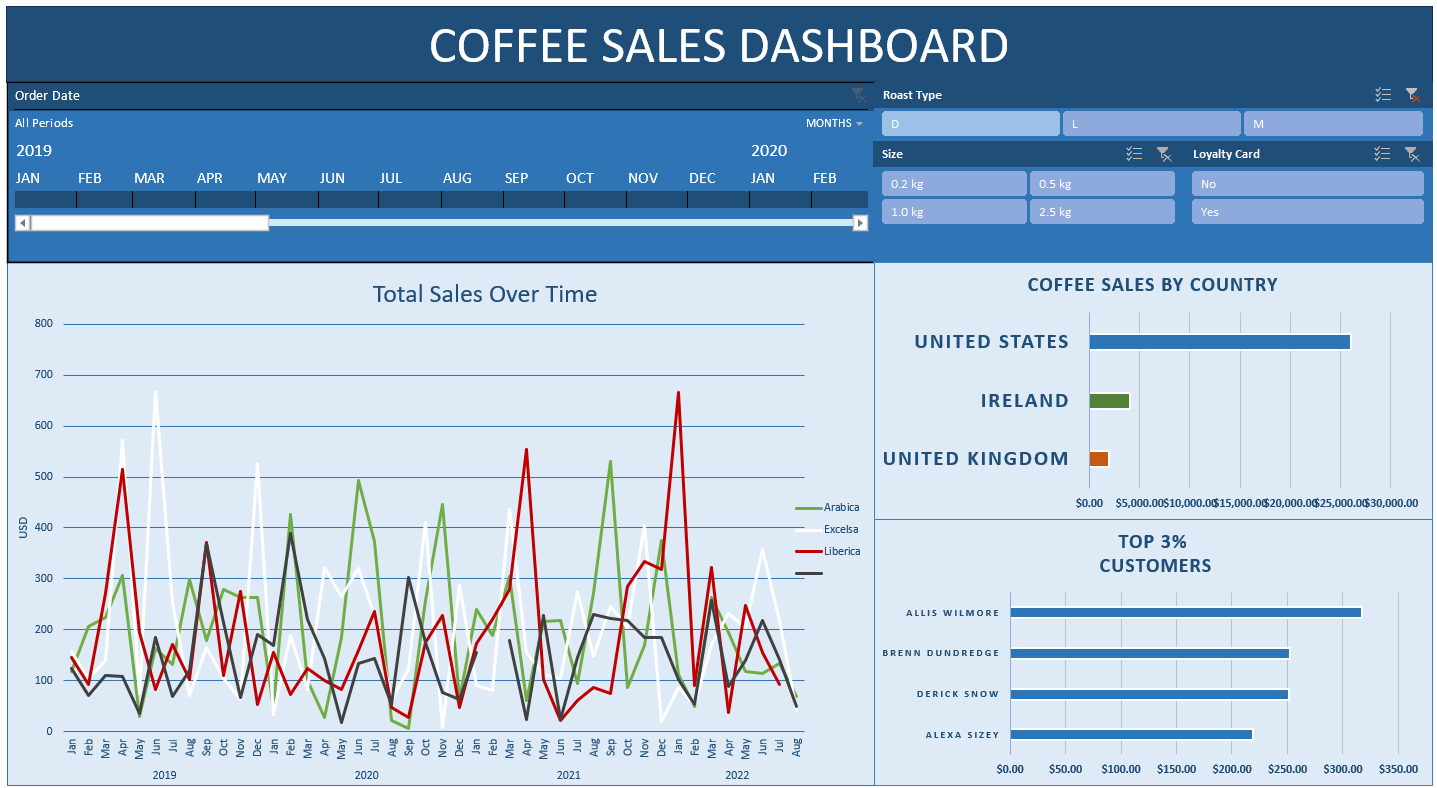 COFFEE SALES DASHBOARD
Order Date
All Periods
MONTHS
2019 2020
JAN FEB MAR APR MAY JUN JUL AUG SEP OCT NOV DEC JAN FEB
Roast Type
D L M
Size
0.2 kg 0.5 kg
1.0 kg 2.5 kg
Loyalty Card
No
Yes
Total Sales Over Time
800
700
600
500
400
300
200
100
0
USD
Jan Feb Mar Apr May Jun Jul Aug Sep Oct Nov Dec Jan Feb Mar Apr May Jun Jul Aug Sep Oct Nov Dec Jan Feb Mar Apr May Jun Jul Aug Sep Oct Nov Dec Jan Feb Mar Apr May Jun Jul Aug
2019 2020 2021 2022
Arabica
Excelsa
Liberica
COFFEE SALES BY COUNTRY
UNITED STATES
IRELAND
UNITED KINGDOM
$0.00 $5,000.00 $10,000.00 $15,000.00 $20,000.00 $25,000.00 $30,000.00
TOP 3%
CUSTOMERS
ALLIS WILMORE
BRENN DUNDREDGE
DERICK SNOW
ALEXA SIZEY
$0.00 $50.00 $100.00 $150.00 $200.00 $250.00 $300.00 $350.00